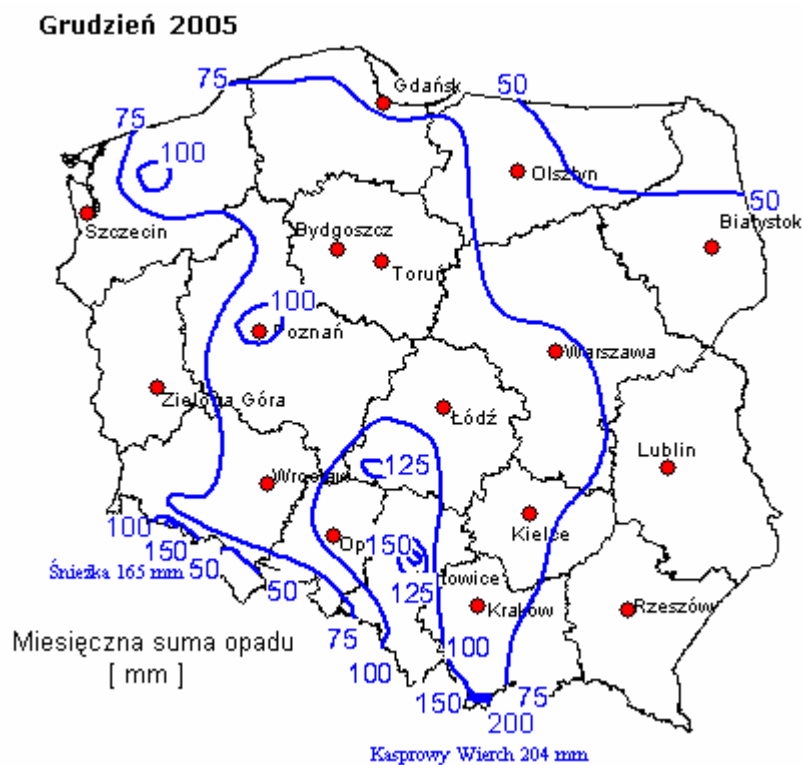 Grudzień 2005
75
Gdańsk
50
75
100
Olsztyn
50
Szczecin
Bydgoszcz
Białystok
Toruń
100
Poznań
Warszawa
Zielona Góra
Łódź
Wrocław
125
Lublin
100
150
Op
150
Kielce
Śnieżka 165 mm
50
50
125
towice
Kraków
Rzeszów
Miesięczna suma opadu
[ mm ]
75
100
100
150
75
200
Kasprowy Wierch 204 mm